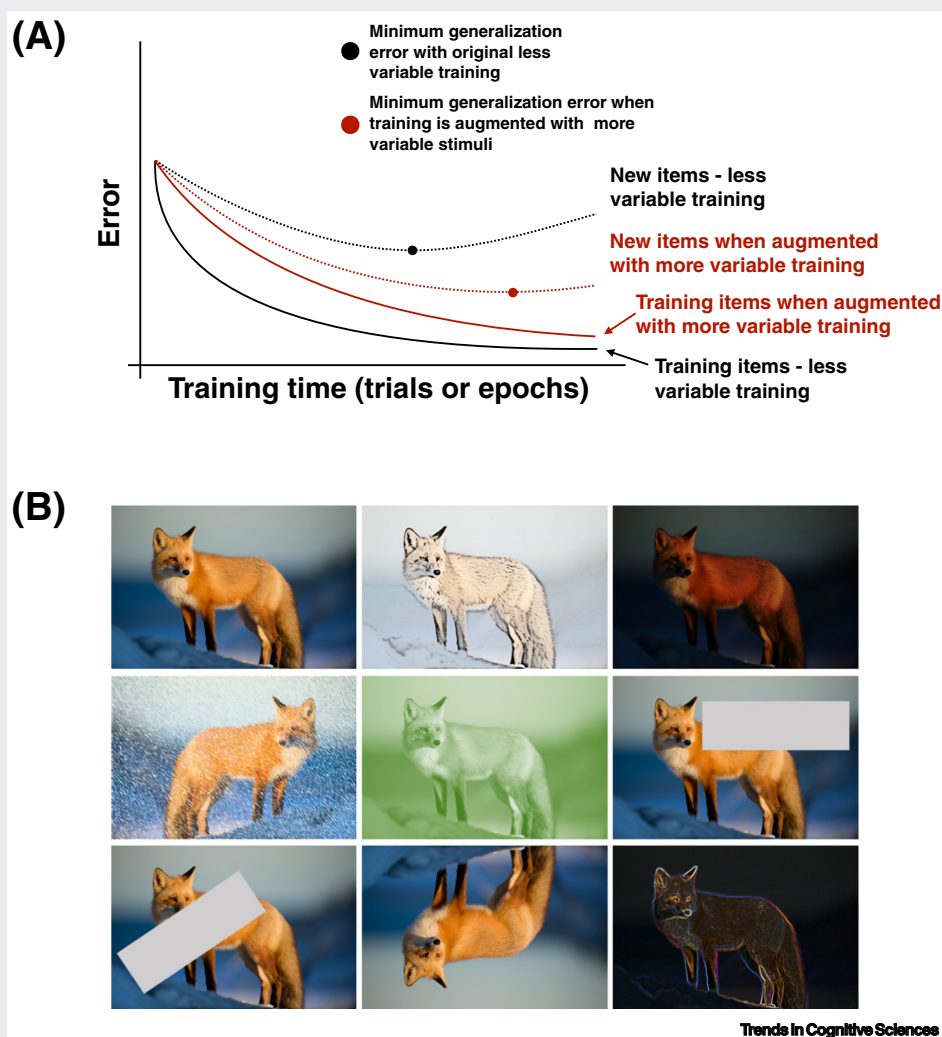 (A)
Minimum generalization
error with original less
variable training
Minimum generalization error when
training is augmented with more
variable stimuli
Error
New items - less
variable training
New items when augmented
with more variable training
Training items when augmented
with more variable training
Training items - less
variable training
Training time (trials or epochs)
(B)
Trends in Cognitive Sciences